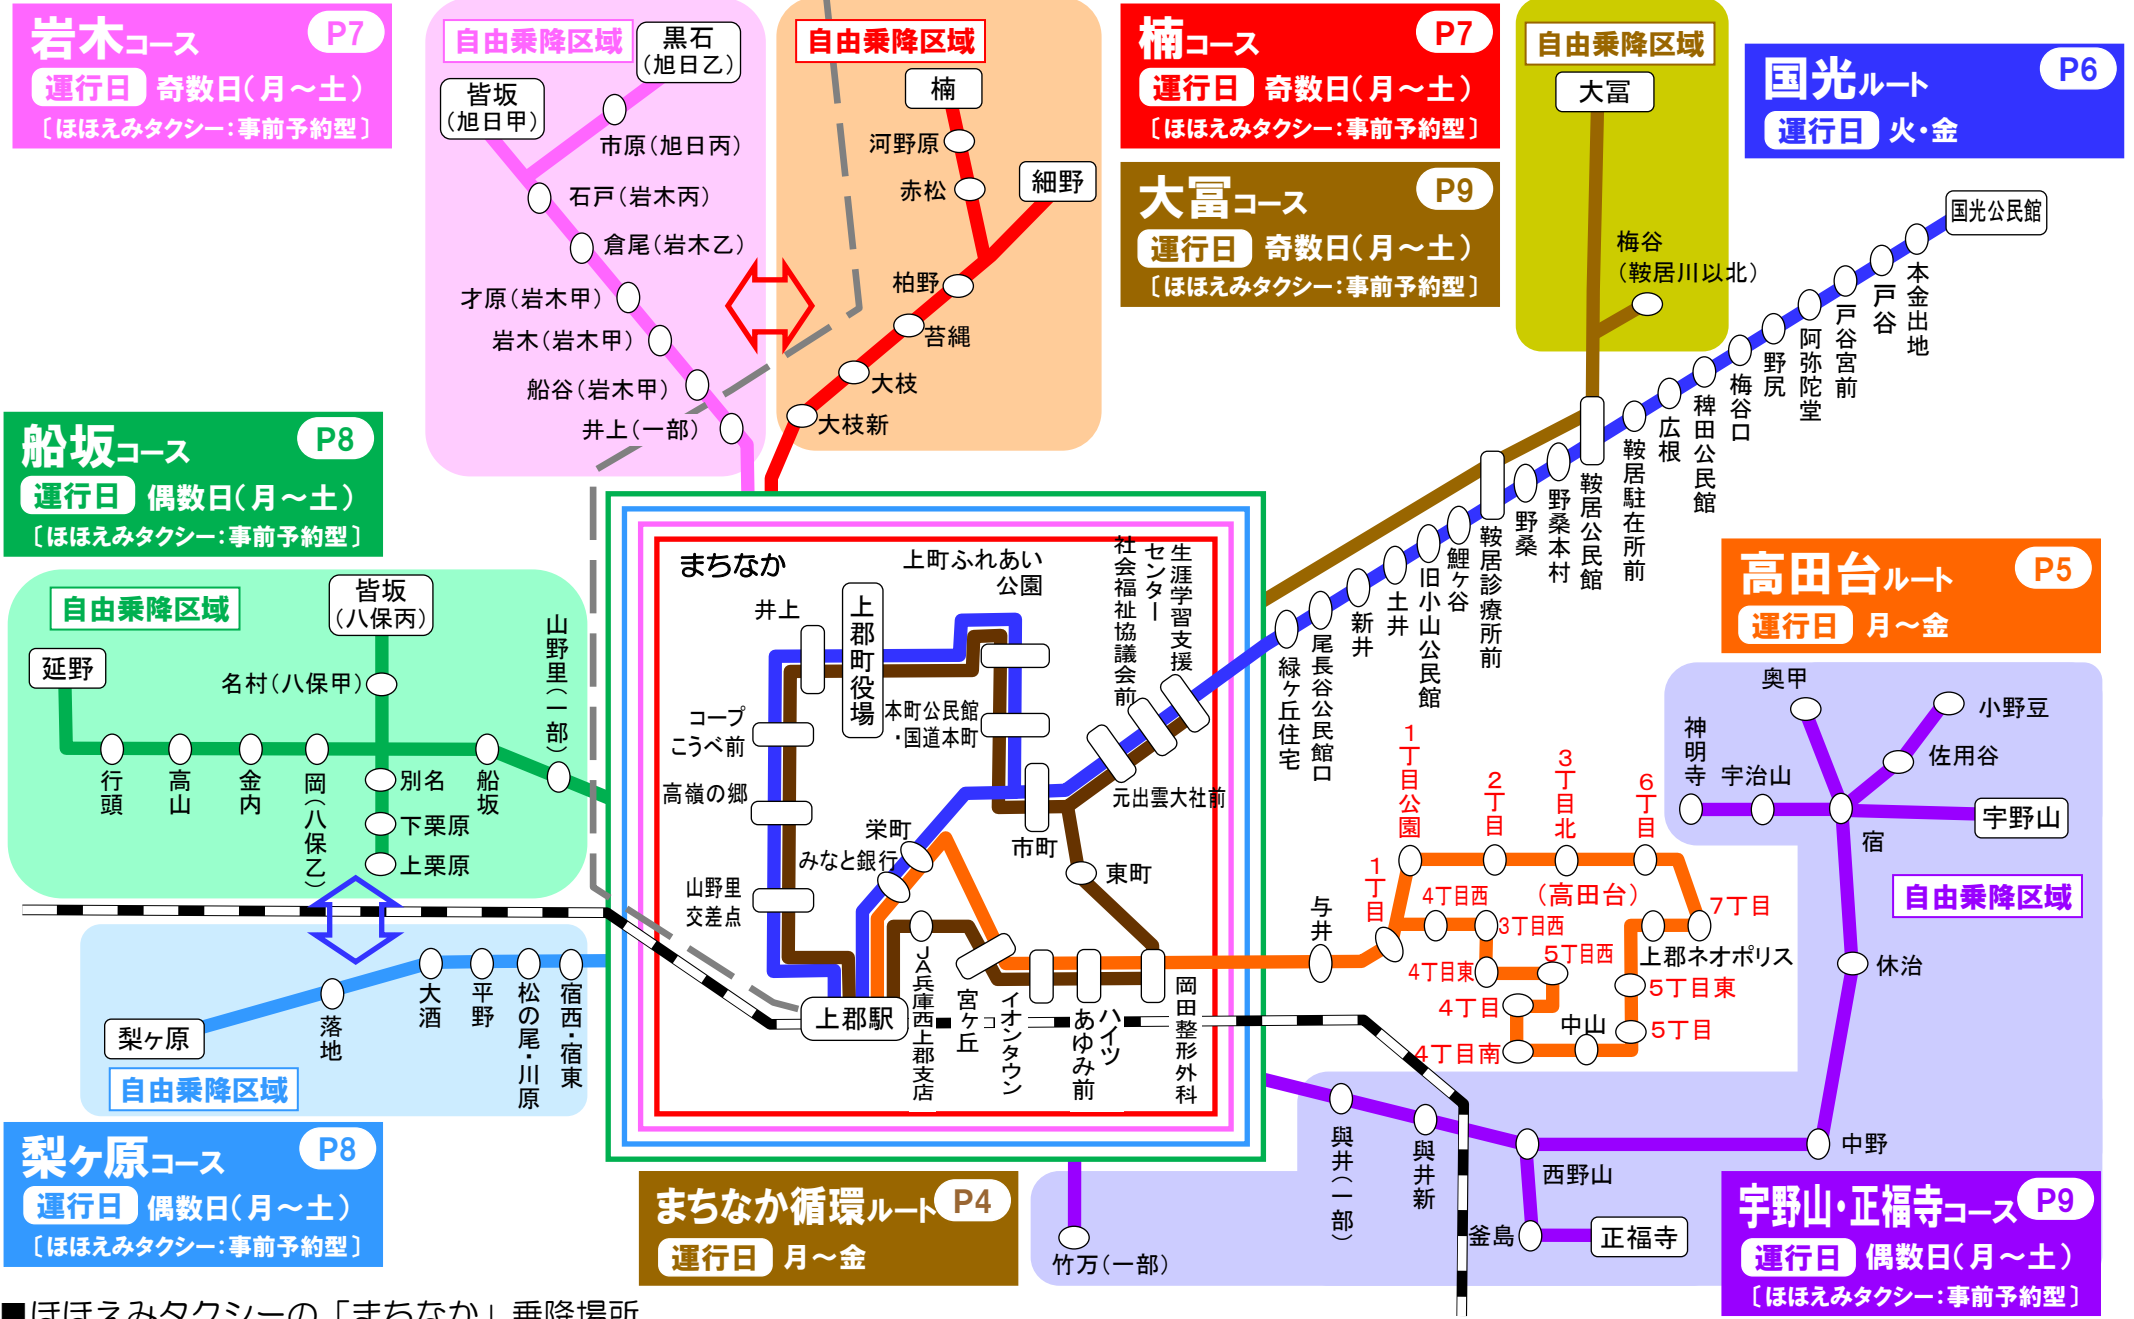 岩木コース P7
運行日 奇数日(月～土)
〔ほほえみタクシー:事前予約型〕
自由乗降区域
黒石
(旭日乙)
皆坂
(旭日甲)
市原(旭日丙)
石戸(岩木丙)
倉尾(岩木乙)
才原(岩木甲)
岩木(岩木甲)
船谷(岩木甲)
井上(一部)
自由乗降区域
楠
河野原
赤松
細野
柏野
苔縄
大枝
大枝新
楠コース P7
運行日 奇数日(月～土)
〔ほほえみタクシー:事前予約型〕
大冨コース P9
運行日 奇数日(月～土)
〔ほほえみタクシー:事前予約型〕
自由乗降区域
大冨
梅谷
(鞍居川以北)
国光ルート P6
運行日 火・金
国光公民館
本金出地
戸谷
戸谷宮前
阿弥陀堂
野尻
梅谷口
稗田公民館
広根
鞍居駐在所前
鞍居公民館
野桑本村
野桑
鞍居診療所前
鯉ヶ谷
旧小山公民館
土井
新井
尾長谷公民館口
緑ヶ丘住宅
船坂コース P8
運行日 偶数日(月～土)
〔ほほえみタクシー:事前予約型〕
自由乗降区域
皆坂
(八保丙)
延野
名村(八保甲)
山野里(一部)
行頭
高山
金内
岡(八保乙)
別名
下栗原
上栗原
船坂
まちなか
井上
上郡町役場
上町ふれあい
公園
社会福祉協議会前
生涯学習支援
センター
コープ
こうべ前
本町公民館
・国道本町
高嶺の郷
元出雲大社前
市町
栄町
みなと銀行
東町
山野里
交差点
上郡駅
JA兵庫西上郡支店
宮ヶ丘
イオンタウン
ハイツ
あゆみ前
岡田整形外科
高田台ルート P5
運行日 月～金
与井
1丁目
1丁目公園
2丁目
3丁目北
6丁目
(高田台)
7丁目
4丁目西
3丁目西
5丁目西
4丁目東
4丁目
4丁目南
中山
5丁目
5丁目東
上郡ネオポリス
奥甲
小野豆
神明寺
宇治山
佐用谷
宇野山
宿
自由乗降区域
休治
中野
與井(一部)
與井新
西野山
釜島
正福寺
竹万(一部)
落地
大酒
平野
松の尾・川原
宿西・宿東
梨ヶ原
自由乗降区域
梨ヶ原コース P8
運行日 偶数日(月～土)
〔ほほえみタクシー:事前予約型〕
まちなか循環ルート P4
運行日 月～金
宇野山・正福寺コース P9
運行日 偶数日(月～土)
〔ほほえみタクシー:事前予約型〕
■ほほえみタクシーの「まちなか」乗降場所